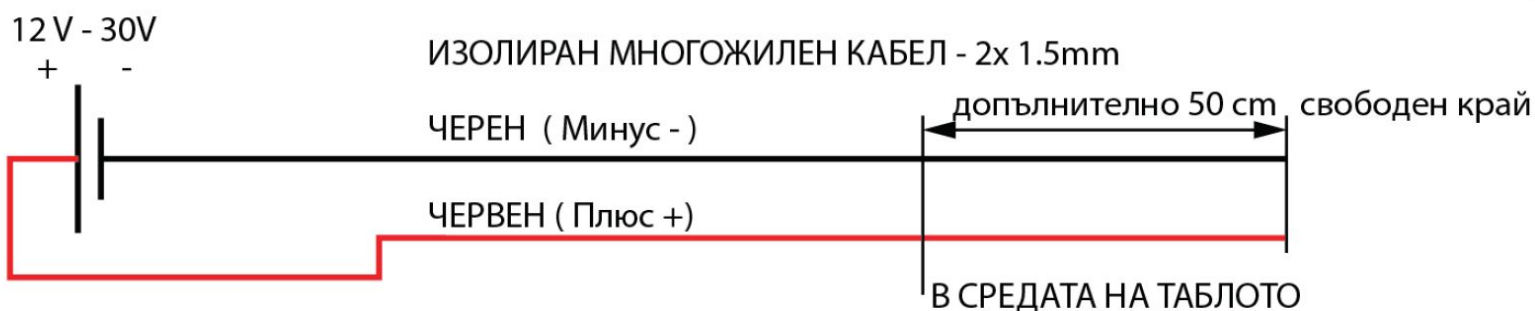 12 V - 30V
+ -
ИЗОЛИРАН МНОГОЖИЛЕН КАБЕЛ - 2x 1.5mm
допълнително 50 cm свободен край
ЧЕРЕН ( Минус - )
ЧЕРВЕН ( Плюс +)
В СРЕДАТА НА ТАБЛОТО